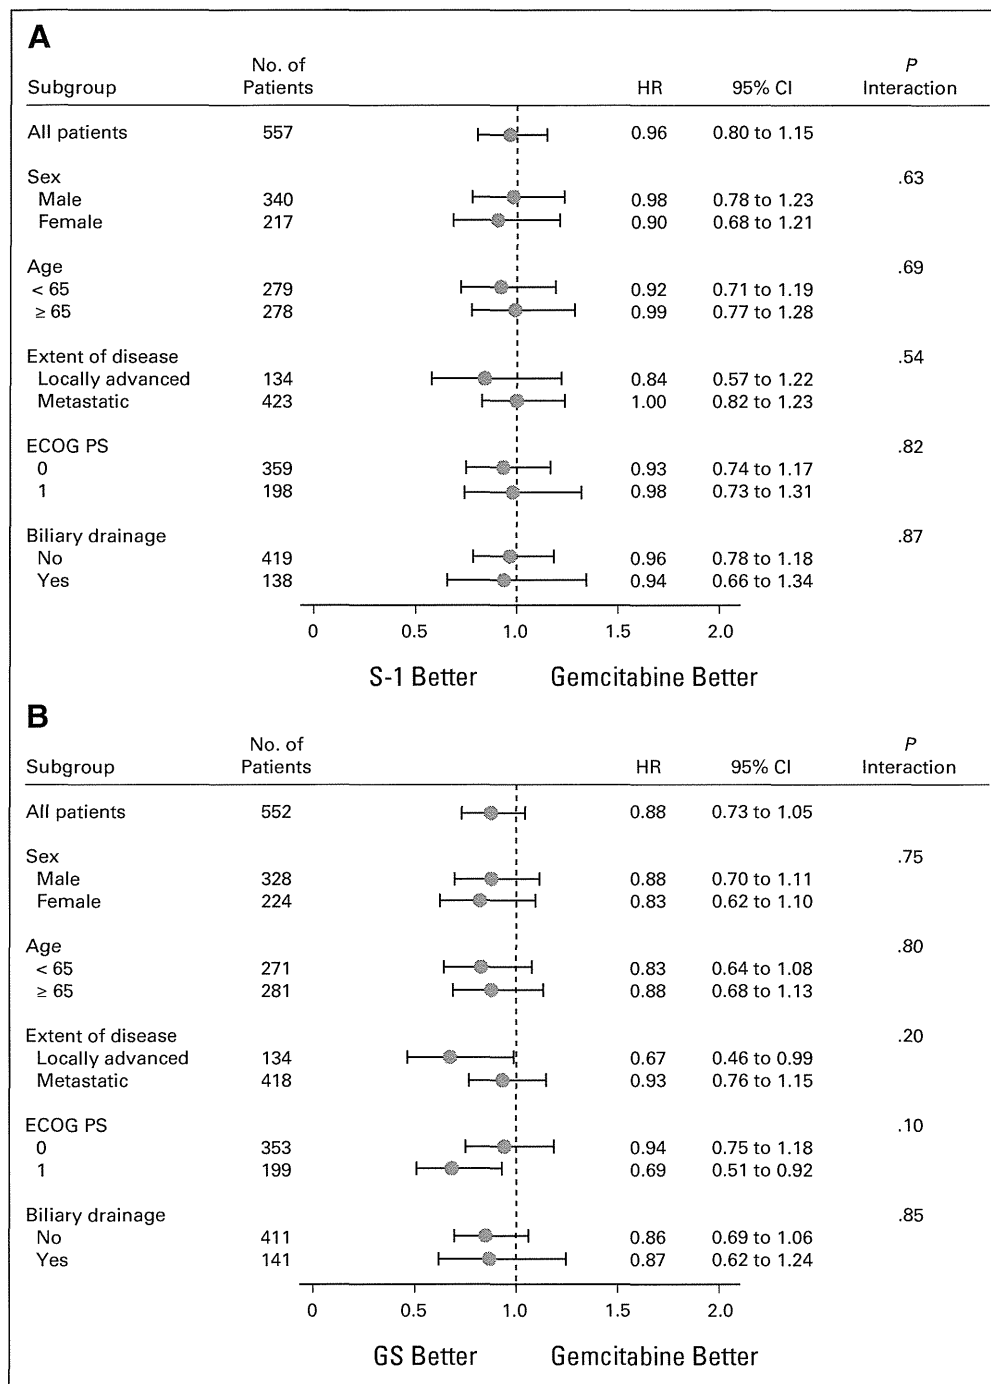 A
No. of P
Subgroup Patients HR 95% CI Interaction
All patients 557 0.96 0.80 to 1.15
Sex .63
Male 340 0.98 0.78 to 1.23
Female 217 0.90 0.68 to 1.21
Age .69
< 65 279 0.92 0.71 to 1.19
≥ 65 278 0.99 0.77 to 1.28
Extent of disease .54
Locally advanced 134 0.84 0.57 to 1.22
Metastatic 423 1.00 0.82 to 1.23
ECOG PS .82
0 359 0.93 0.74 to 1.17
1 198 0.98 0.73 to 1.31
Biliary drainage .87
No 419 0.96 0.78 to 1.18
Yes 138 0.94 0.66 to 1.34
0 0.5 1.0 1.5 2.0
S-1 Better Gemcitabine Better
B
No. of P
Subgroup Patients HR 95% CI Interaction
All patients 552 0.88 0.73 to 1.05
Sex .75
Male 328 0.88 0.70 to 1.11
Female 224 0.83 0.62 to 1.10
Age .80
< 65 271 0.83 0.64 to 1.08
≥ 65 281 0.88 0.68 to 1.13
Extent of disease .20
Locally advanced 134 0.67 0.46 to 0.99
Metastatic 418 0.93 0.76 to 1.15
ECOG PS .10
0 353 0.94 0.75 to 1.18
1 199 0.69 0.51 to 0.92
Biliary drainage .85
No 411 0.86 0.69 to 1.06
Yes 141 0.87 0.62 to 1.24
0 0.5 1.0 1.5 2.0
GS Better Gemcitabine Better